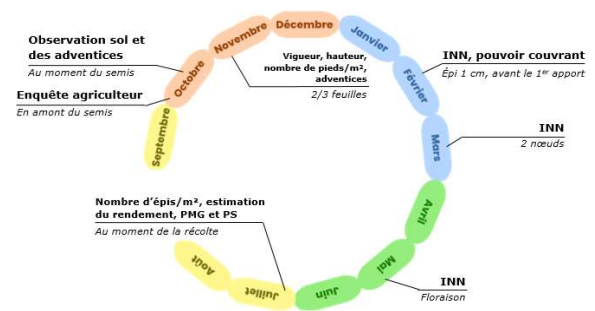 Observation sol et
des adventices
Au moment du semis
Enquête agriculteur
En amont du semis
Septembre
Octobre
Novembre
Décembre
Janvier
Février
Mars
Avril
Mai
Juin
Juillet
Août
Vigueur, hauteur,
nombre de pieds/m²,
adventices
2/3 feuilles
INN, pouvoir couvrant
Épi 1 cm, avant le 1er apport
INN
2 nœuds
INN
Floraison
Nombre d'épis/m², estimation
du rendement, PMG et PS
Au moment de la récolte